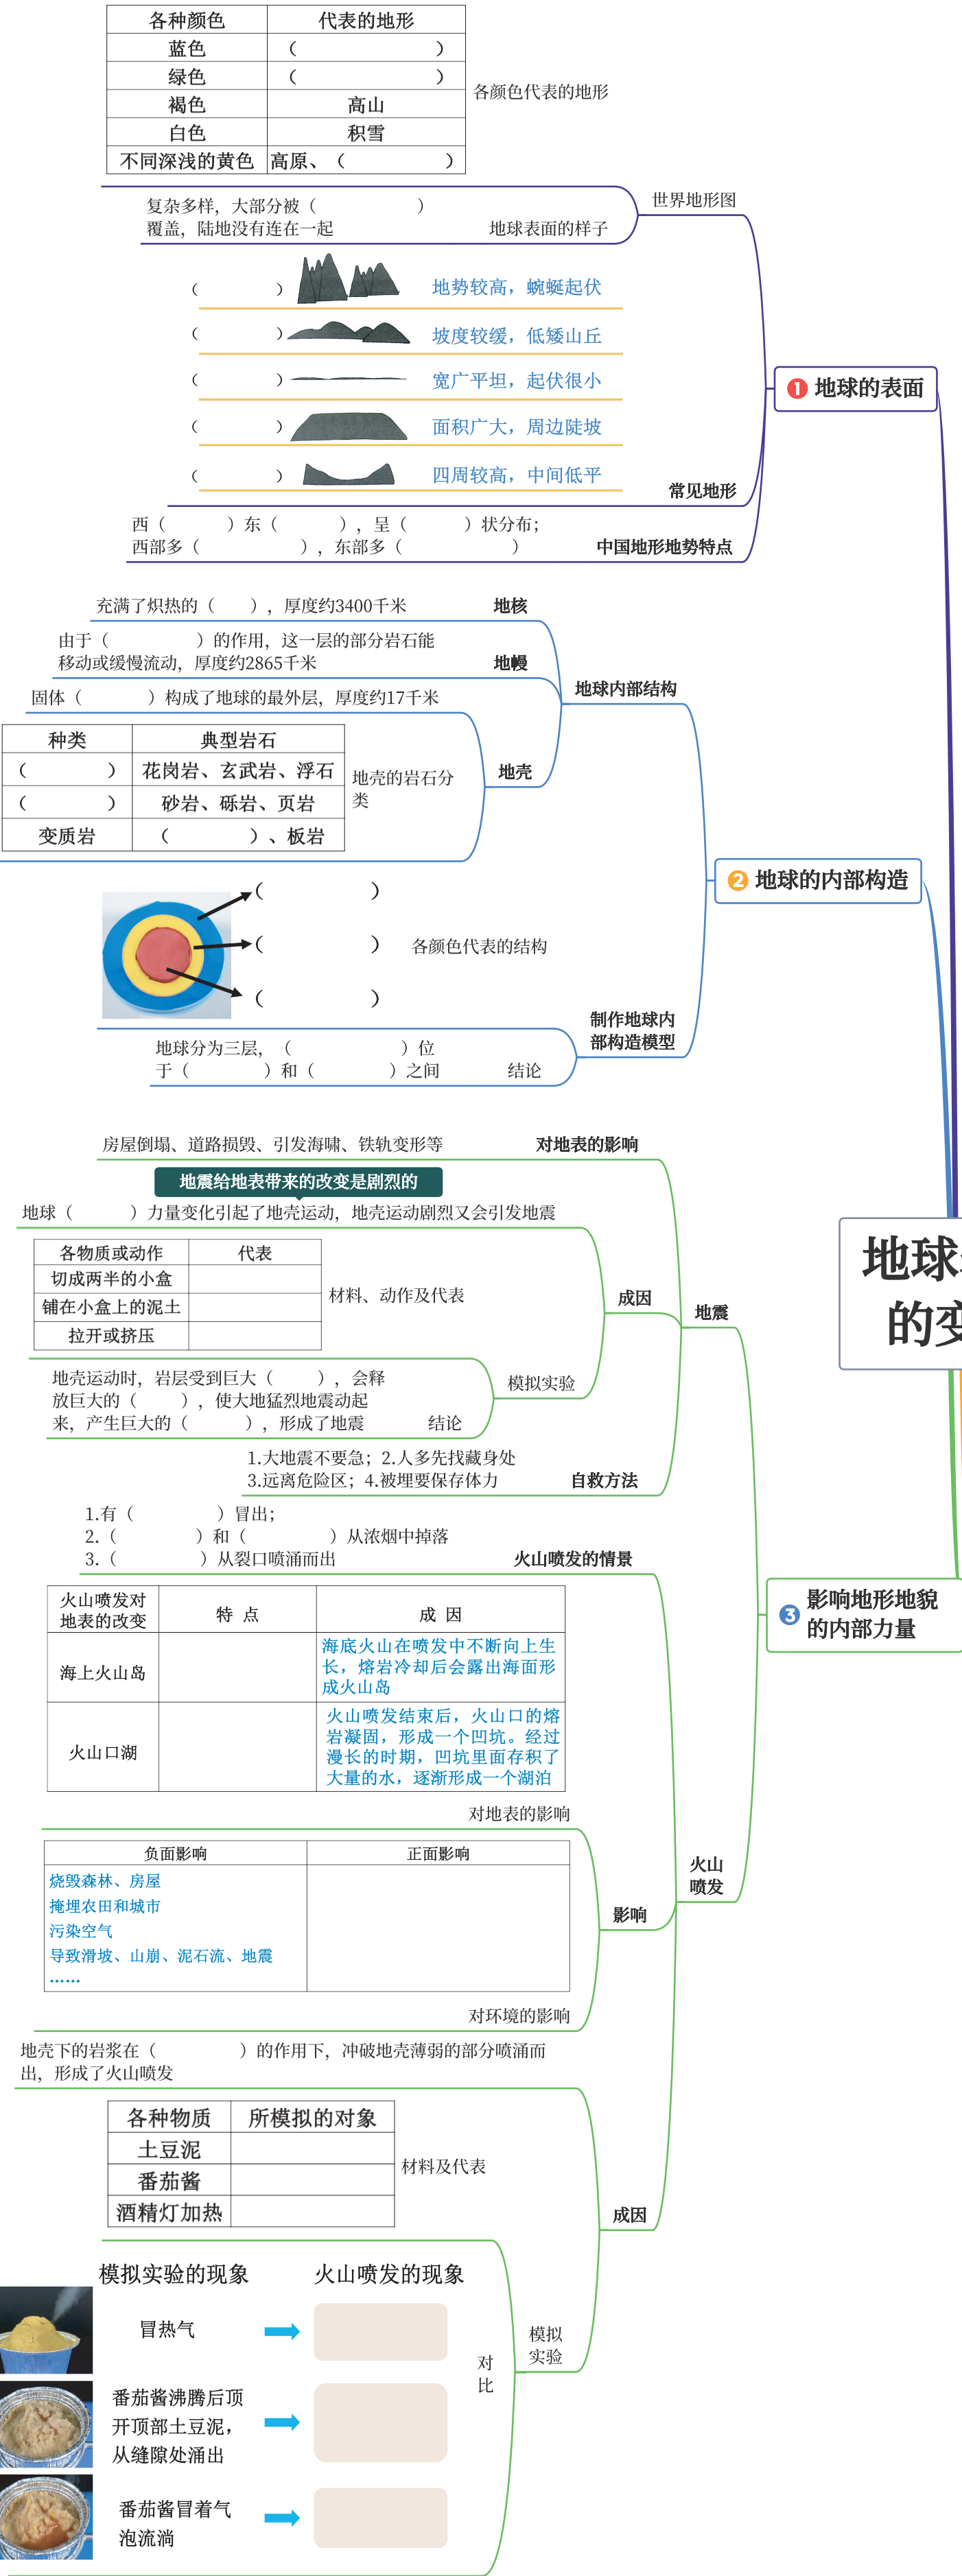 各种颜色 代表的地形
蓝色 （ ）
绿色 （ ）
褐色 高山
白色 积雪
不同深浅的黄色 高原、（ ）
各颜色代表的地形
世界地形图
复杂多样，大部分被（ ）
覆盖，陆地没有连在一起
地球表面的样子
（ ） 地势较高，蜿蜒起伏
（ ） 坡度较缓，低矮山丘
（ ） 宽广平坦，起伏很小
（ ） 面积广大，周边陡坡
（ ） 四周较高，中间低平
常见地形
1 地球的表面
西（ ）东（ ），呈（ ）状分布；
西部多（ ），东部多（ ）
中国地形地势特点
充满了炽热的（ ），厚度约3400千米
地核
由于（ ）的作用，这一层的部分岩石能
移动或缓慢流动，厚度约2865千米
地幔
地球内部结构
固体（ ）构成了地球的最外层，厚度约17千米
种类 典型岩石
（ ） 花岗岩、玄武岩、浮石
（ ） 砂岩、砾岩、页岩
变质岩 （ ）、板岩
地壳的岩石分
类
地壳
2 地球的内部构造
（ ）
（ ）
（ ）
各颜色代表的结构
制作地球内
部构造模型
地球分为三层，（ ）位
于（ ）和（ ）之间
结论
房屋倒塌、道路损毁、引发海啸、铁轨变形等
对地表的影响
地震给地表带来的改变是剧烈的
地球（ ）力量变化引起了地壳运动，地壳运动剧烈又会引发地震
各物质或动作 代表
切成两半的小盒
铺在小盒上的泥土
拉开或挤压
材料、动作及代表
成因
地震
地球
的变
地壳运动时，岩层受到巨大（ ），会释
放巨大的（ ），使大地猛烈地震动起
来，产生巨大的（ ），形成了地震
结论
模拟实验
1.大地震不要急；2.人多先找藏身处
3.远离危险区；4.被埋要保存体力
自救方法
1.有（ ）冒出；
2.（ ）和（ ）从浓烟中掉落
3.（ ）从裂口喷涌而出
火山喷发的情景
3 影响地形地貌
的内部力量
火山喷发对
地表的改变
特 点 成 因
海上火山岛
海底火山在喷发中不断向上生
长，熔岩冷却后会露出海面形
成火山岛
火山口湖
火山喷发结束后，火山口的熔
岩凝固，形成一个凹坑。经过
漫长的时期，凹坑里面存积了
大量的水，逐渐形成一个湖泊
对地表的影响
负面影响 正面影响
烧毁森林、房屋
掩埋农田和城市
污染空气
导致滑坡、山崩、泥石流、地震
……
对环境的影响
影响
火山
喷发
地壳下的岩浆在（ ）的作用下，冲破地壳薄弱的部分喷涌而
出，形成了火山喷发
各种物质 所模拟的对象
土豆泥
番茄酱
酒精灯加热
材料及代表
成因
模拟实验的现象 火山喷发的现象
冒热气
番茄酱沸腾后顶
开顶部土豆泥，
从缝隙处涌出
番茄酱冒着气
泡流淌
对
比
模拟
实验